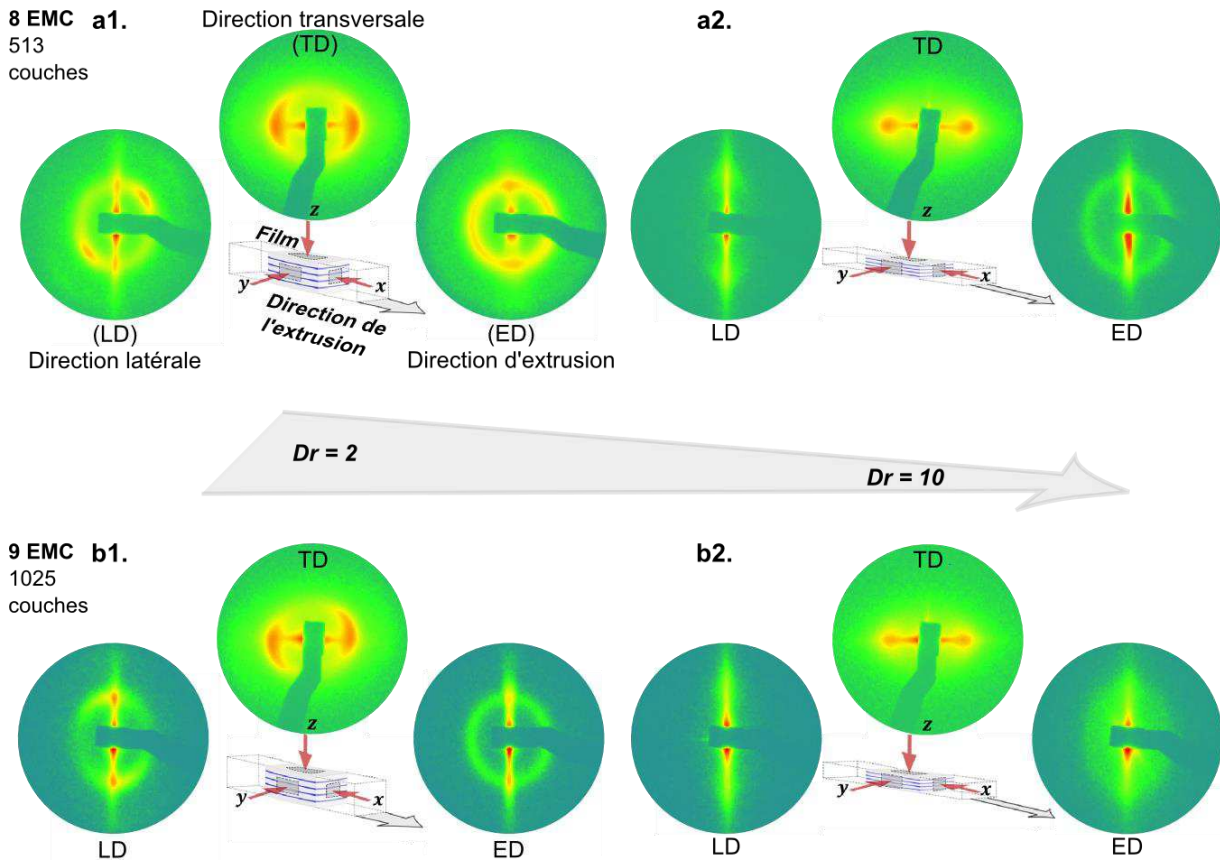 8 EMC
513
couches
a1.
Direction transversale
(TD)
z
Film
y
x
Direction de
l'extrusion
(LD)
Direction latérale
(ED)
Direction d'extrusion
a2.
TD
z
y
x
LD
ED
Dr = 2
Dr = 10
9 EMC
1025
couches
b1.
TD
z
y
x
LD
ED
b2.
TD
z
y
x
LD
ED